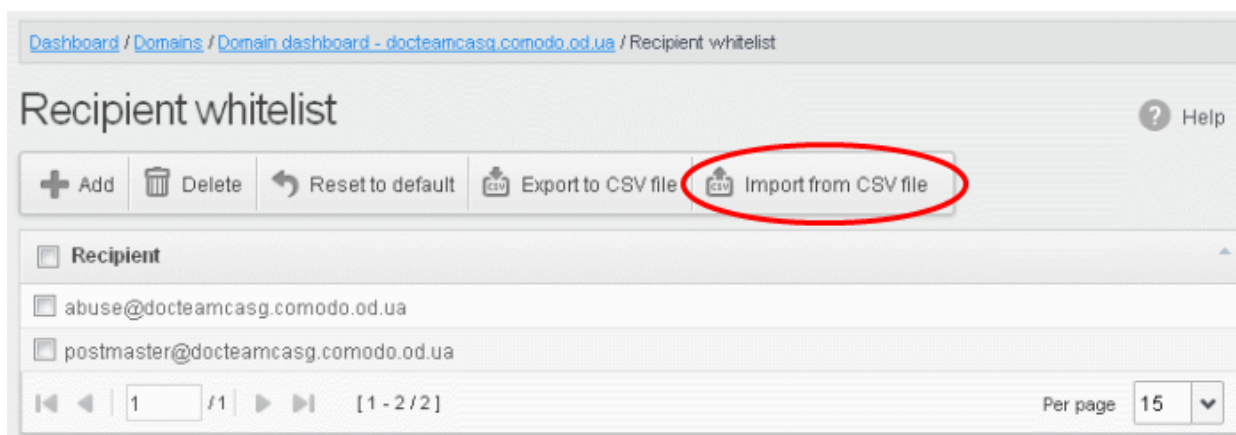 Dashboard / Domains / Domain dashboard - docteamcasg.comodo.od.ua / Recipient whitelist
Recipient whitelist
Help
Add Delete Reset to default CSV Export to CSV file CSV Import from CSV file
Recipient
abuse@docteamcasg.comodo.od.ua
postmaster@docteamcasg.comodo.od.ua
1 /1 [1 - 2 / 2] Per page 15